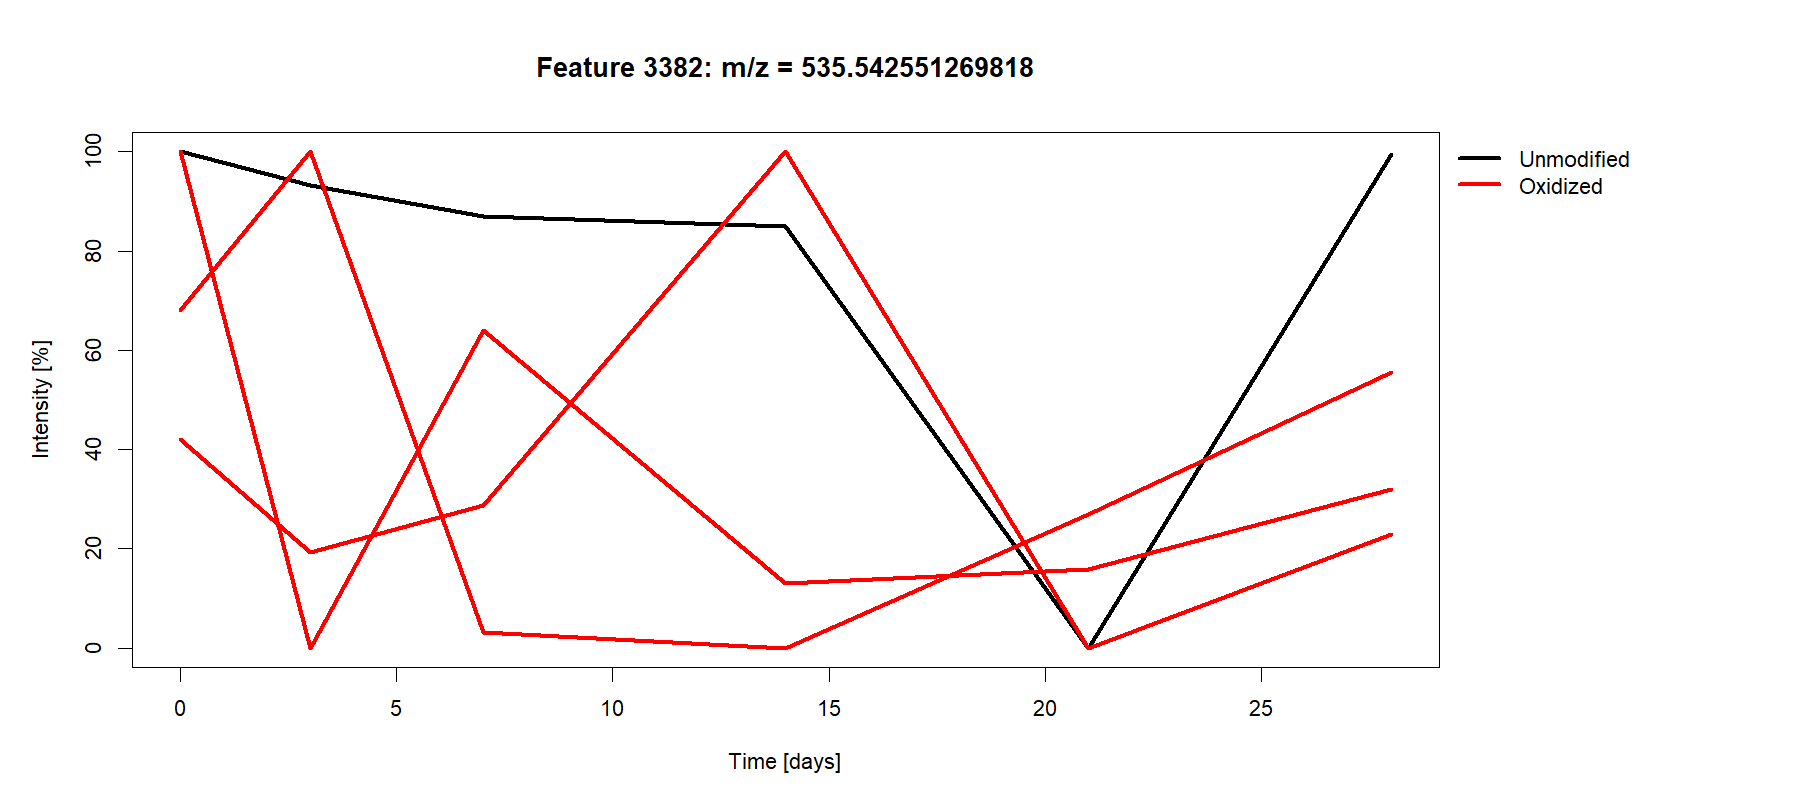 Feature 3382: m/z = 535.542551269818
Unmodified
Oxidized
Intensity [%]
100
80
60
40
20
0
0 5 10 15 20 25
Time [days]